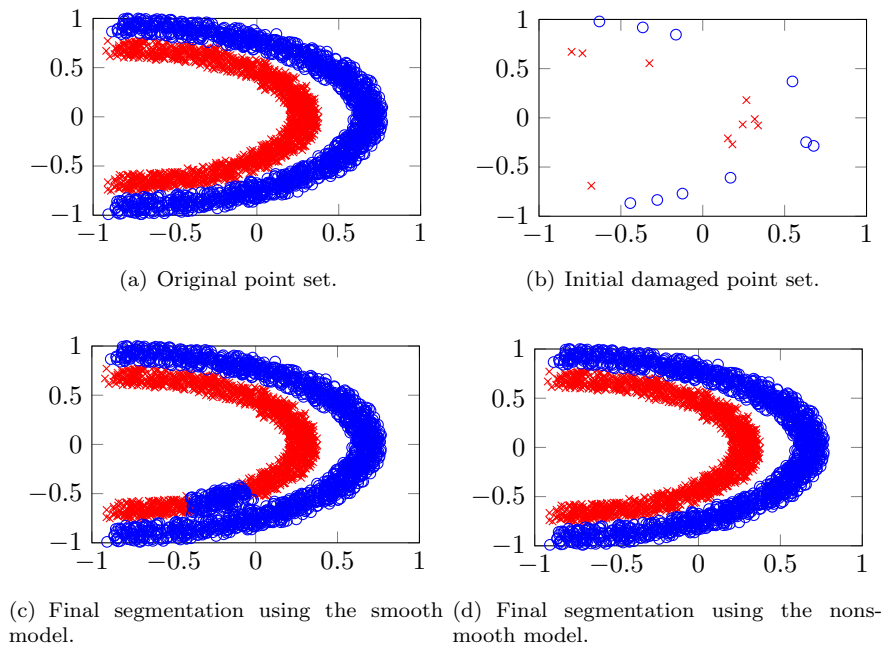 1
0.5
0
−0.5
−1
−1 −0.5 0 0.5 1
(a) Original point set.
1
0.5
0
−0.5
−1
−1 −0.5 0 0.5 1
(b) Initial damaged point set.
1
0.5
0
−0.5
−1
−1 −0.5 0 0.5 1
(c) Final segmentation using the smooth
model.
1
0.5
0
−0.5
−1
−1 −0.5 0 0.5 1
(d) Final segmentation using the non-
smooth model.